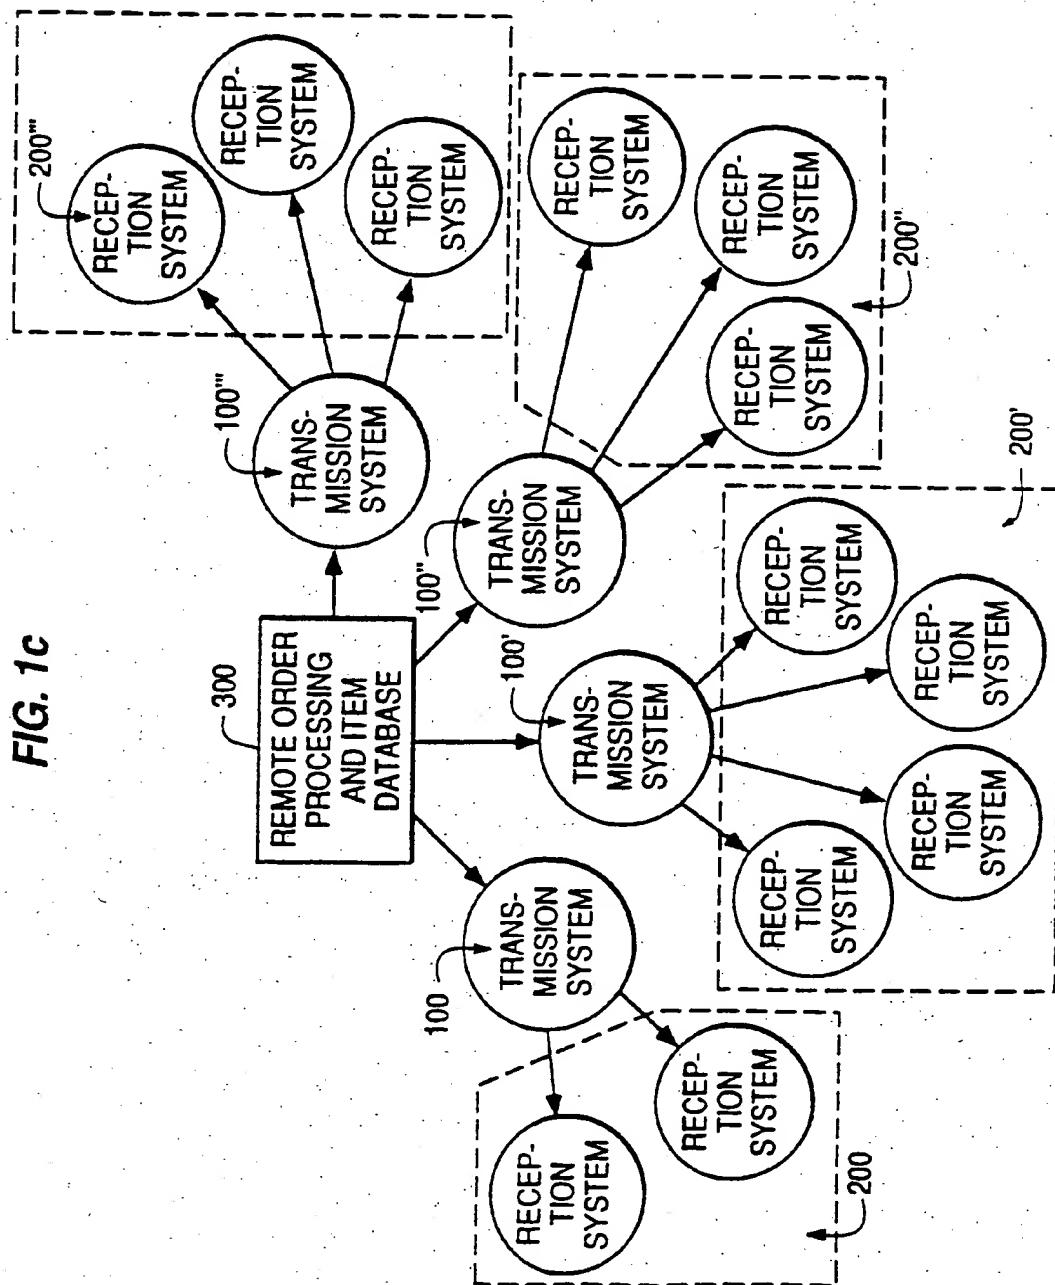 FIG. 1c
300
REMOTE ORDER
PROCESSING
AND ITEM
DATABASE
100
TRANS-
MISSION
SYSTEM
RECEP-
TION
SYSTEM
RECEP-
TION
SYSTEM
200
100'
TRANS-
MISSION
SYSTEM
RECEP-
TION
SYSTEM
RECEP-
TION
SYSTEM
RECEP-
TION
SYSTEM
RECEP-
TION
SYSTEM
200'
100''
TRANS-
MISSION
SYSTEM
RECEP-
TION
SYSTEM
RECEP-
TION
SYSTEM
RECEP-
TION
SYSTEM
200''
100'''
TRANS-
MISSION
SYSTEM
200'''
RECEP-
TION
SYSTEM
RECEP-
TION
SYSTEM
RECEP-
TION
SYSTEM